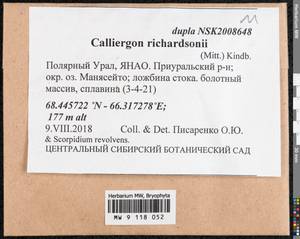 dupla NSK2008648
Calliergon richardsonii
(Mitt.) Kindb.
Полярный Урал, ЯНАО. Приуральский р-н;
окр. оз. Манясейто; ложбина стока. болотный
массив, сплавина (3-4-21)
68.445722 °N - 66.317278°E;
177 m alt
9.VIII.2018 Coll. & Det. Писаренко О.Ю.
& Scorpidium revolvens.
ЦЕНТРАЛЬНЫЙ СИБИРСКИЙ БОТАНИЧЕСКИЙ САД
Herbarium MW, Bryophyta
MW 9 118 052